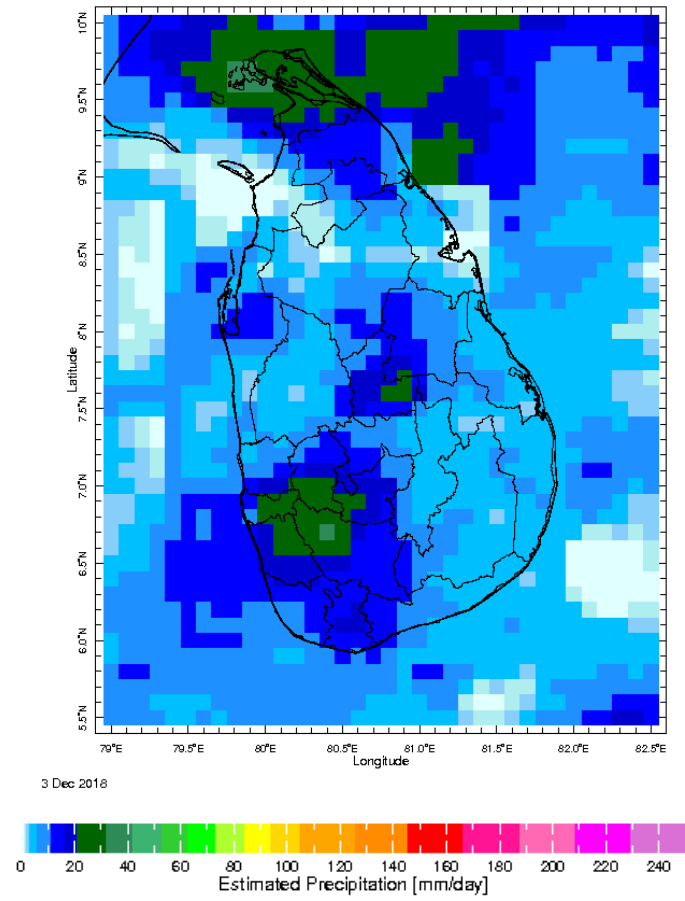 10°N
9.5°N
9°N
8.5°N
8°N
7.5°N
7.0°N
6.5°N
6.0°N
5.5°N
Latitude
79°E 79.5°E 80°E 80.5°E 81.0°E 81.5°E 82.0°E 82.5°E
Longitude
3 Dec 2018
0 20 40 60 80 100 120 140 160 180 200 220 240
Estimated Precipitation [mm/day]